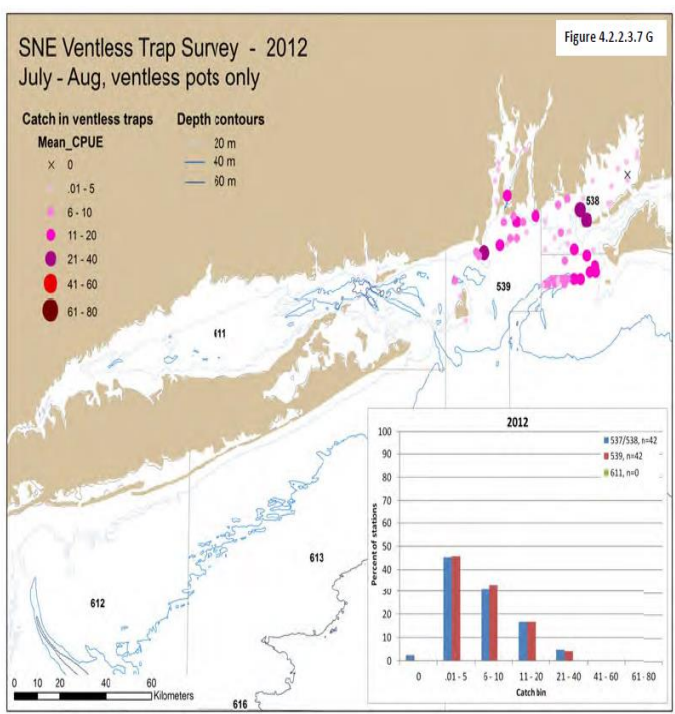 Figure 4.2.2.3.7 G
SNE Ventless Trap Survey - 2012
July - Aug, ventless pots only
Catch in ventless traps
Mean_CPUE
0
.01 - 5
6 - 10
11 - 20
21 - 40
41 - 60
61 - 80
Depth contours
20 m
40 m
60 m
538
539
611
613
612
616
0 10 20 40 60
Kilometers
2012
Percent of stations
100
90
80
70
60
50
40
30
20
10
0
537/538, n=42
539, n=42
611, n=0
0 .01 - 5 6 - 10 11 - 20 21 - 40 41 - 60 61 - 80
Catch bin